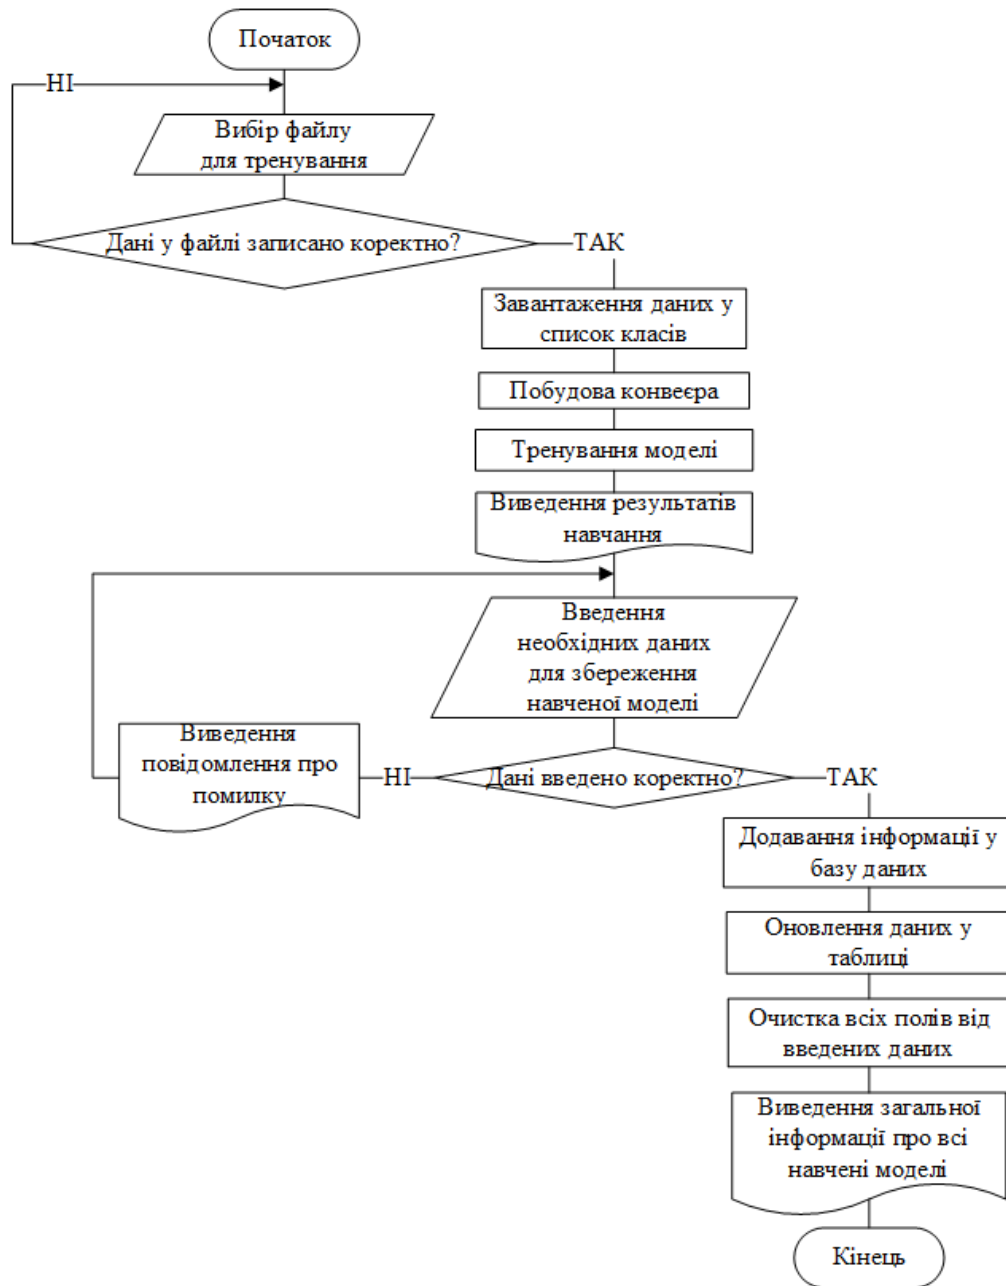 Початок
НІ
Вибір файлу
для тренування
Дані у файлі записано коректно?
ТАК
Завантаження даних у
список класів
Побудова конвеєра
Тренування моделі
Виведення результатів
навчання
Введення
необхідних даних
для збереження
навченої моделі
Виведення
повідомлення про
помилку
НІ
Дані введено коректно?
ТАК
Додавання інформації у
базу даних
Оновлення даних у
таблиці
Очистка всіх полів від
введених даних
Виведення загальної
інформації про всі
навчені моделі
Кінець